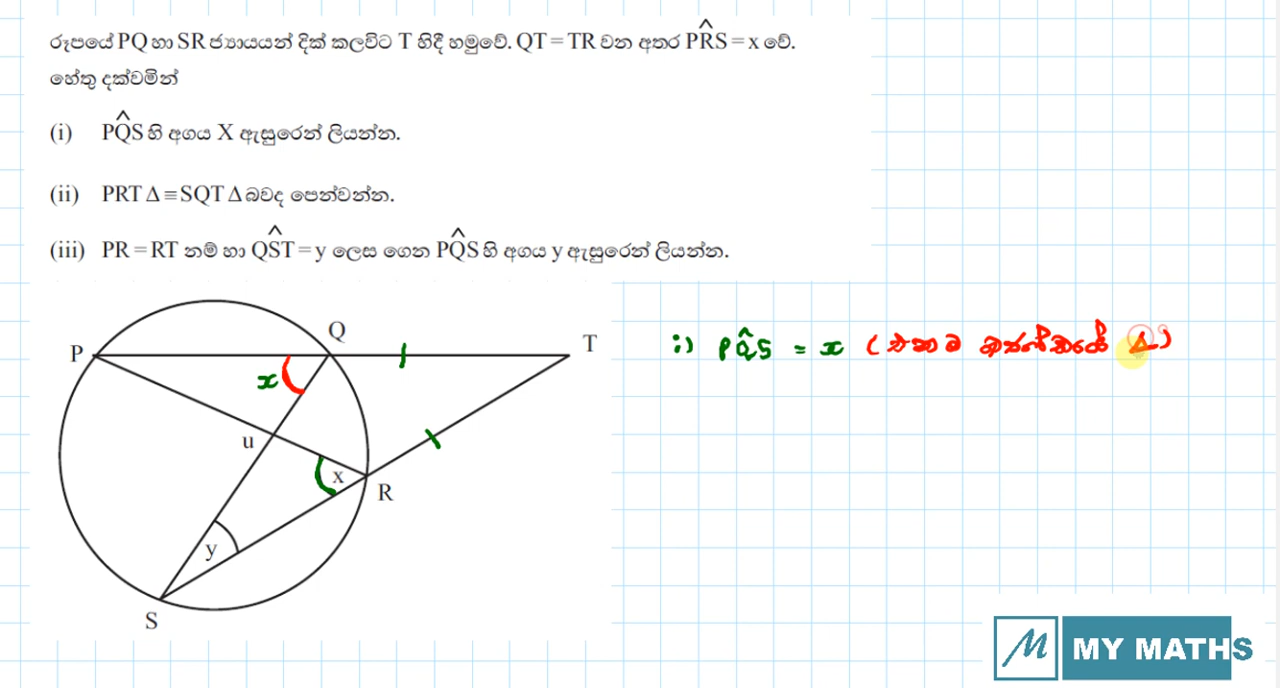 රූපයේ PQ හා SR ජ්‍යායයන් දික් කලවිට T හිදී හමුවේ. QT = TR වන අතර PR̂S = x වේ.
හේතු දක්වමින්
(i) PQ̂S හි අගය X ඇසුරෙන් ලියන්න.
(ii) PRT Δ ≡ SQT Δ බවද පෙන්වන්න.
(iii) PR = RT නම් හා QŜT = y ලෙස ගෙන PQ̂S හි අගය y ඇසුරෙන් ලියන්න.
P Q T
x
u x R
y
S
i) PQ̂S = x (එකම ඛණ්ඩයේ
M MY MATHS